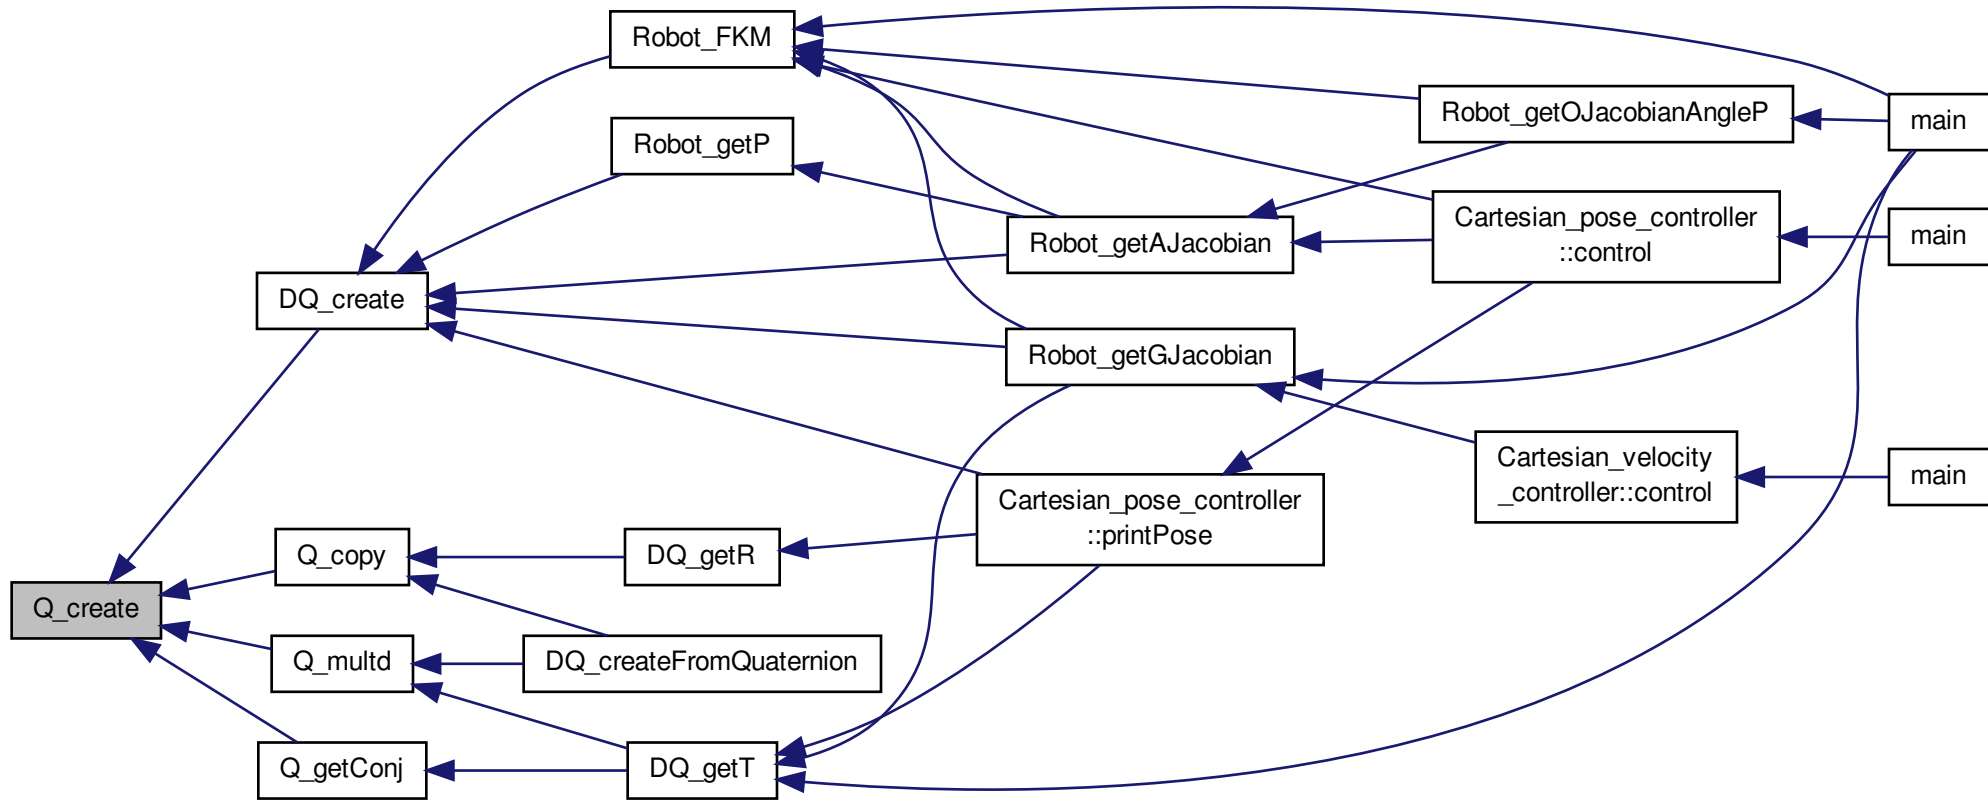 Robot_FKM
Robot_getOJacobianAngleP
main
Robot_getP
Robot_getAJacobian
Cartesian_pose_controller
::control
main
DQ_create
Robot_getGJacobian
Cartesian_velocity
_controller::control
main
Cartesian_pose_controller
::printPose
Q_copy
DQ_getR
Q_create
Q_multd
DQ_createFromQuaternion
Q_getConj
DQ_getT